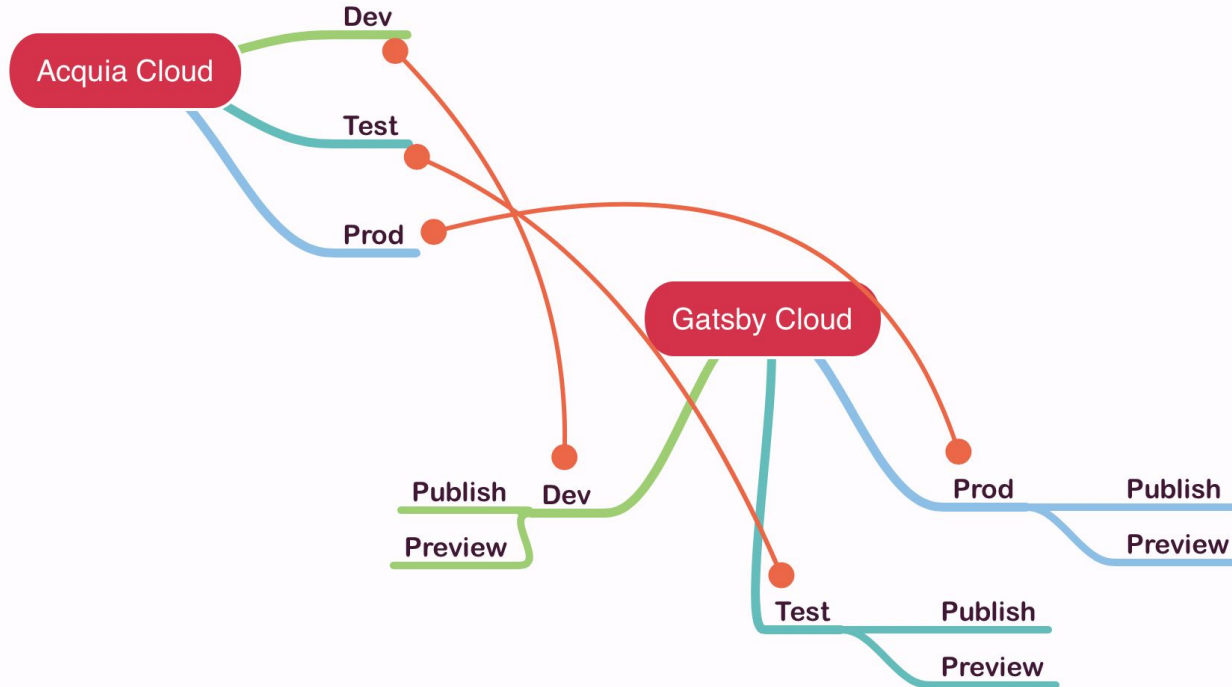 Dev
Acquia Cloud
Test
Prod
Gatsby Cloud
Publish
Dev
Preview
Prod
Publish
Preview
Test
Publish
Preview